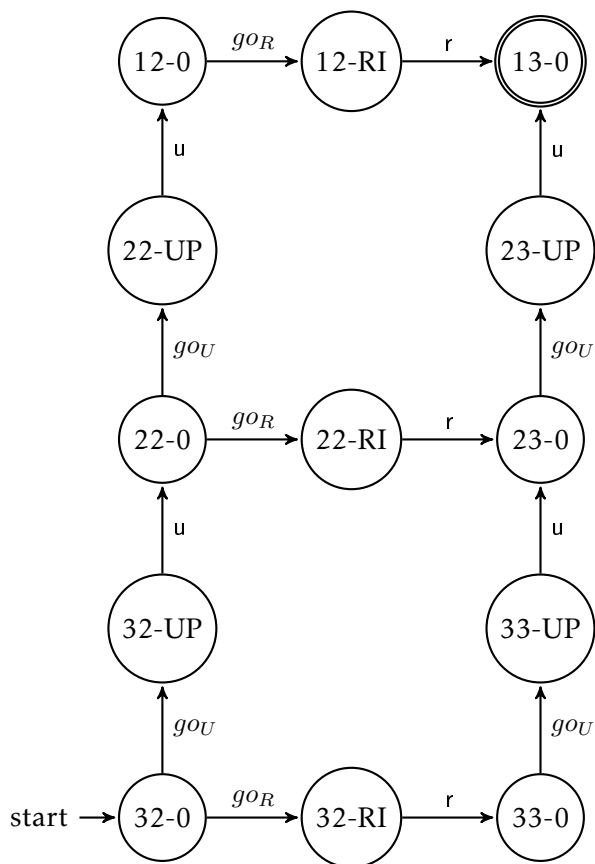 12-0 go_R 12-RI r 13-0
u u
22-UP 23-UP
go_U go_U
22-0 go_R 22-RI r 23-0
u u
32-UP 33-UP
go_U go_U
start 32-0 go_R 32-RI r 33-0